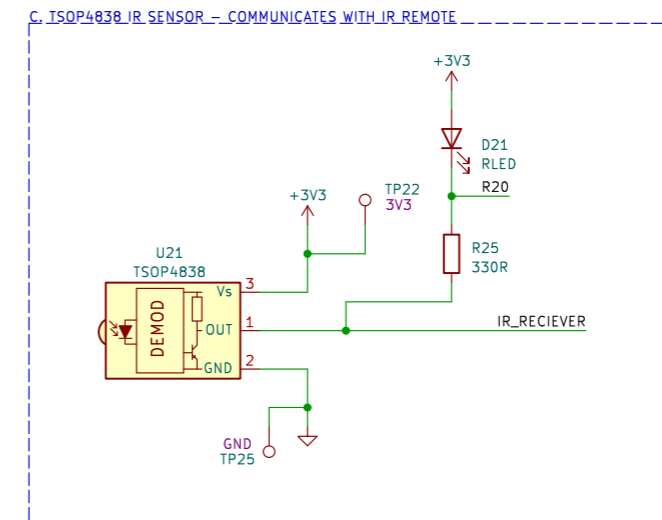 C. TSOP4838 IR SENSOR – COMMUNICATES WITH IR REMOTE
+3V3
D21
RLED
R20
+3V3
TP22
3V3
R25
330R
U21
TSOP4838
Vs
3
DEMOD
OUT
1
IR_RECIEVER
GND
2
GND
TP25